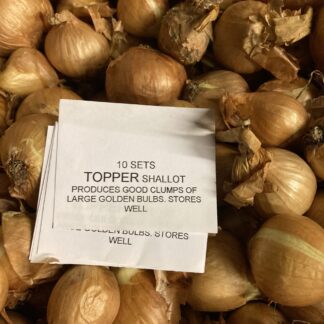 10 SETS
TOPPER SHALLOT
PRODUCES GOOD CLUMPS OF
LARGE GOLDEN BULBS. STORES
WELL
GOLDEN BULBS. STORES
WELL